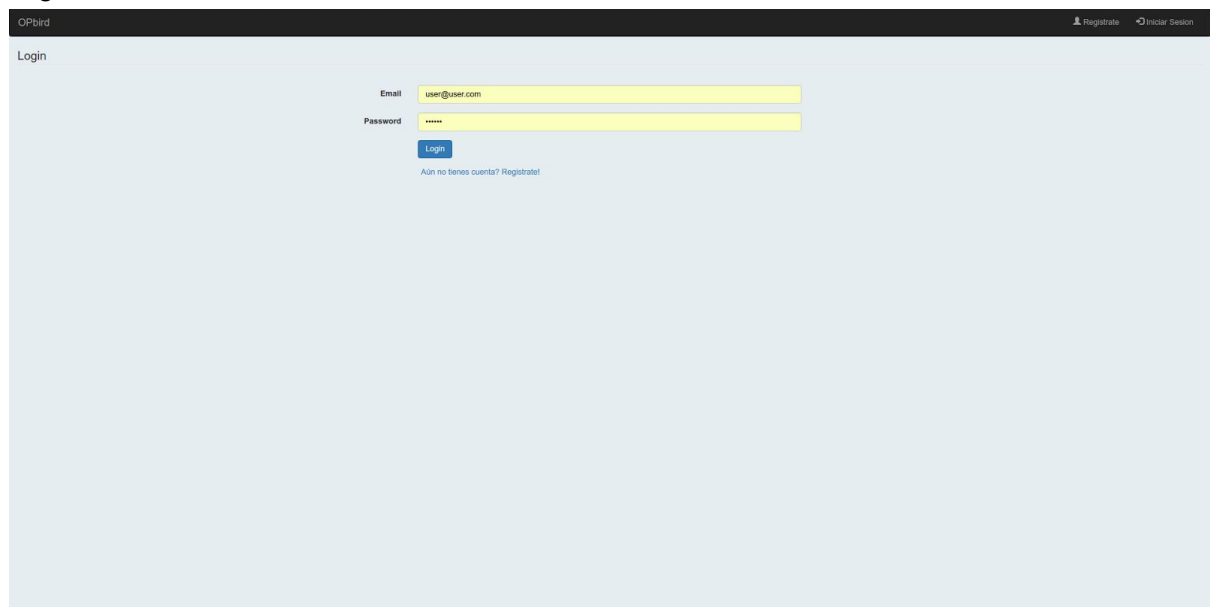 OPbird
Registrate
Iniciar Sesion
Login
Email
user@user.com
Password
••••••
Login
Aún no tienes cuenta? Registrate!